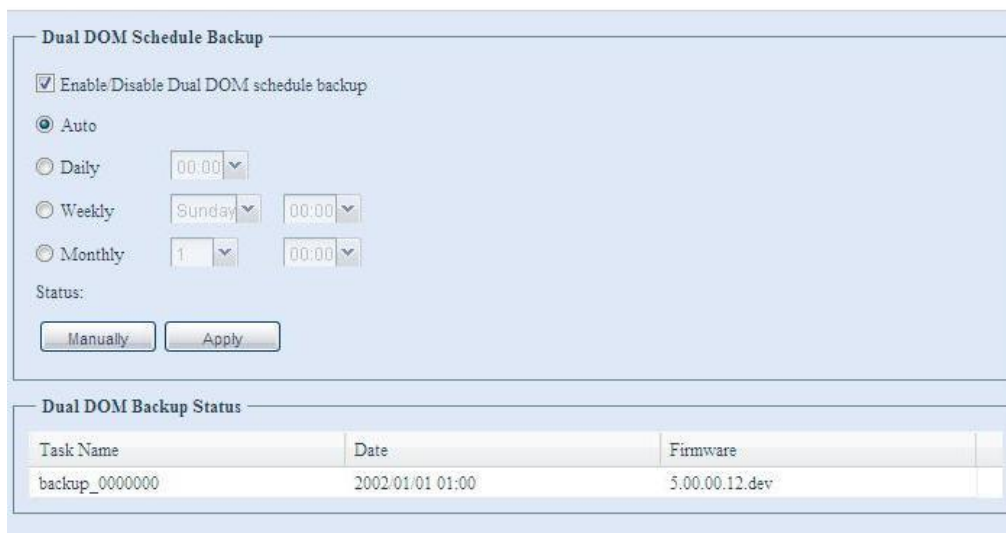 Dual DOM Schedule Backup
Enable/Disable Dual DOM schedule backup
Auto
Daily 00:00
Weekly Sunday 00:00
Monthly 1 00:00
Status:
Manually Apply
Dual DOM Backup Status
Task Name Date Firmware
backup_0000000 2002/01/01 01:00 5.00.00.12.dev